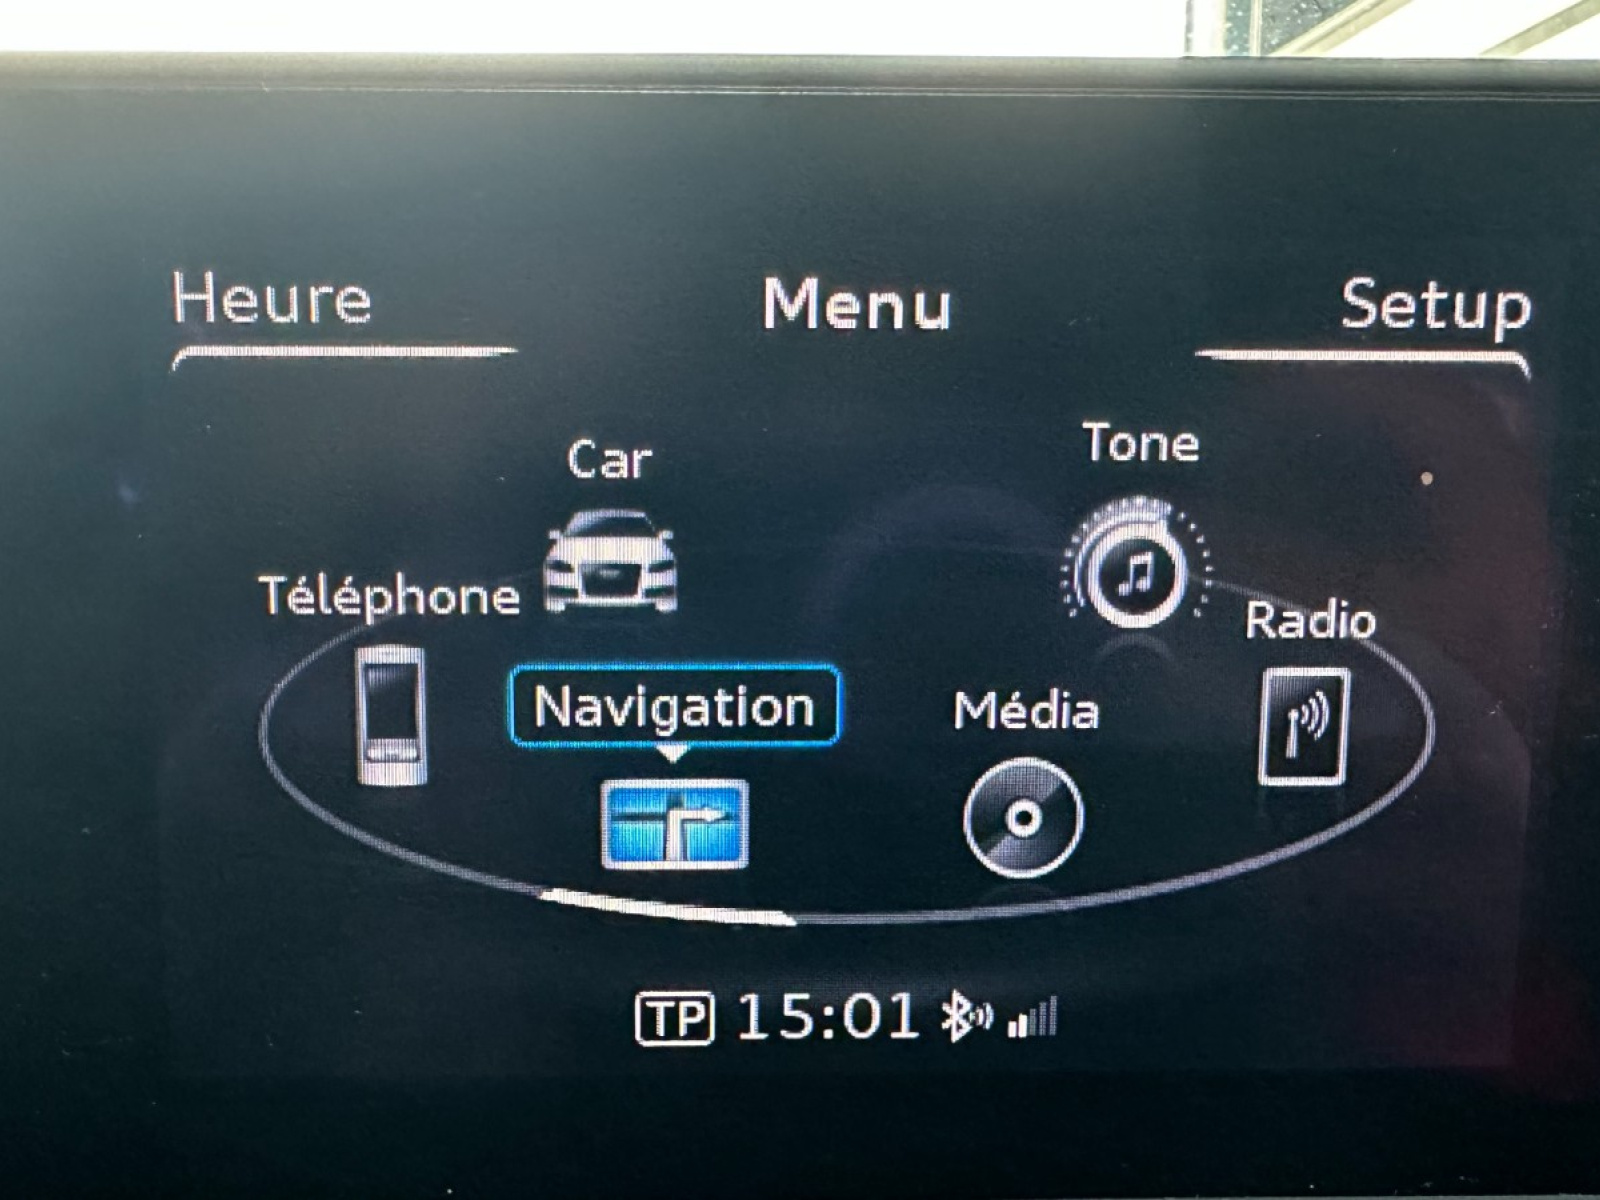 Heure Menu Setup
Car
Tone
Téléphone
Radio
Navigation
Média
TP 15:01